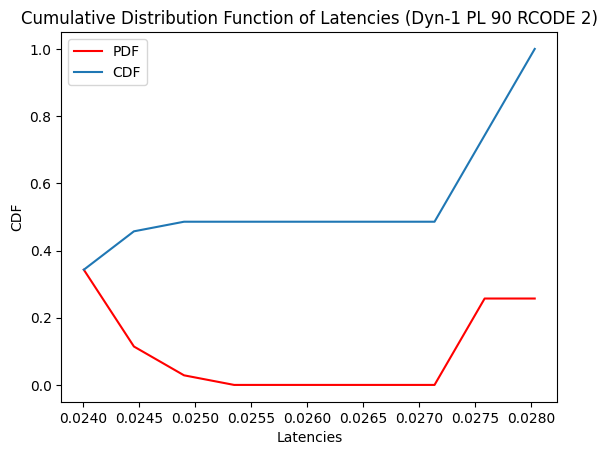 Cumulative Distribution Function of Latencies (Dyn-1 PL 90 RCODE 2)
PDF
CDF
CDF
1.0
0.8
0.6
0.4
0.2
0.0
0.0240 0.0245 0.0250 0.0255 0.0260 0.0265 0.0270 0.0275 0.0280
Latencies